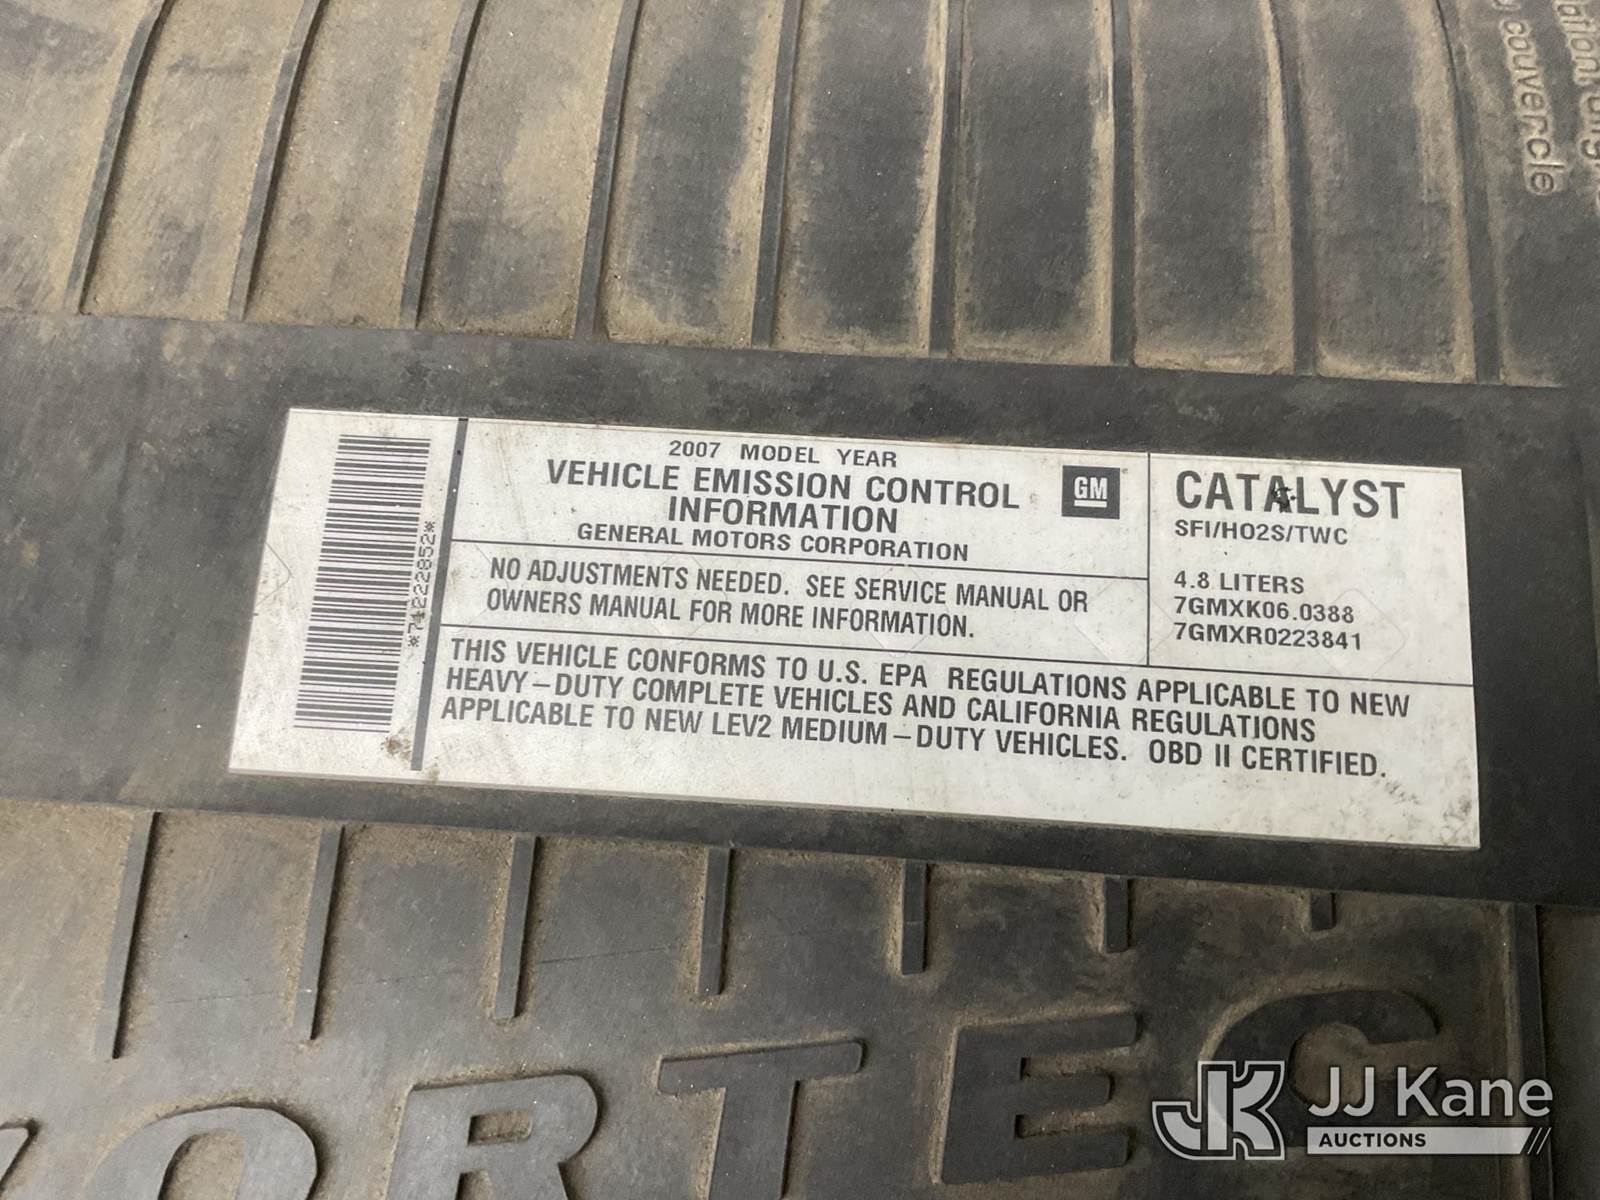 couvercle
2007 MODEL YEAR
VEHICLE EMISSION CONTROL
INFORMATION
GENERAL MOTORS CORPORATION
GM
NO ADJUSTMENTS NEEDED. SEE SERVICE MANUAL OR
OWNERS MANUAL FOR MORE INFORMATION.
CATALYST
SFI/HO2S/TWC
4.8 LITERS
7GMXK06.0388
7GMXR0223841
THIS VEHICLE CONFORMS TO U.S. EPA REGULATIONS APPLICABLE TO NEW
HEAVY-DUTY COMPLETE VEHICLES AND CALIFORNIA REGULATIONS
APPLICABLE TO NEW LEV2 MEDIUM-DUTY VEHICLES. OBD II CERTIFIED.
*74222852*
VORTEC
JK JJ Kane
AUCTIONS